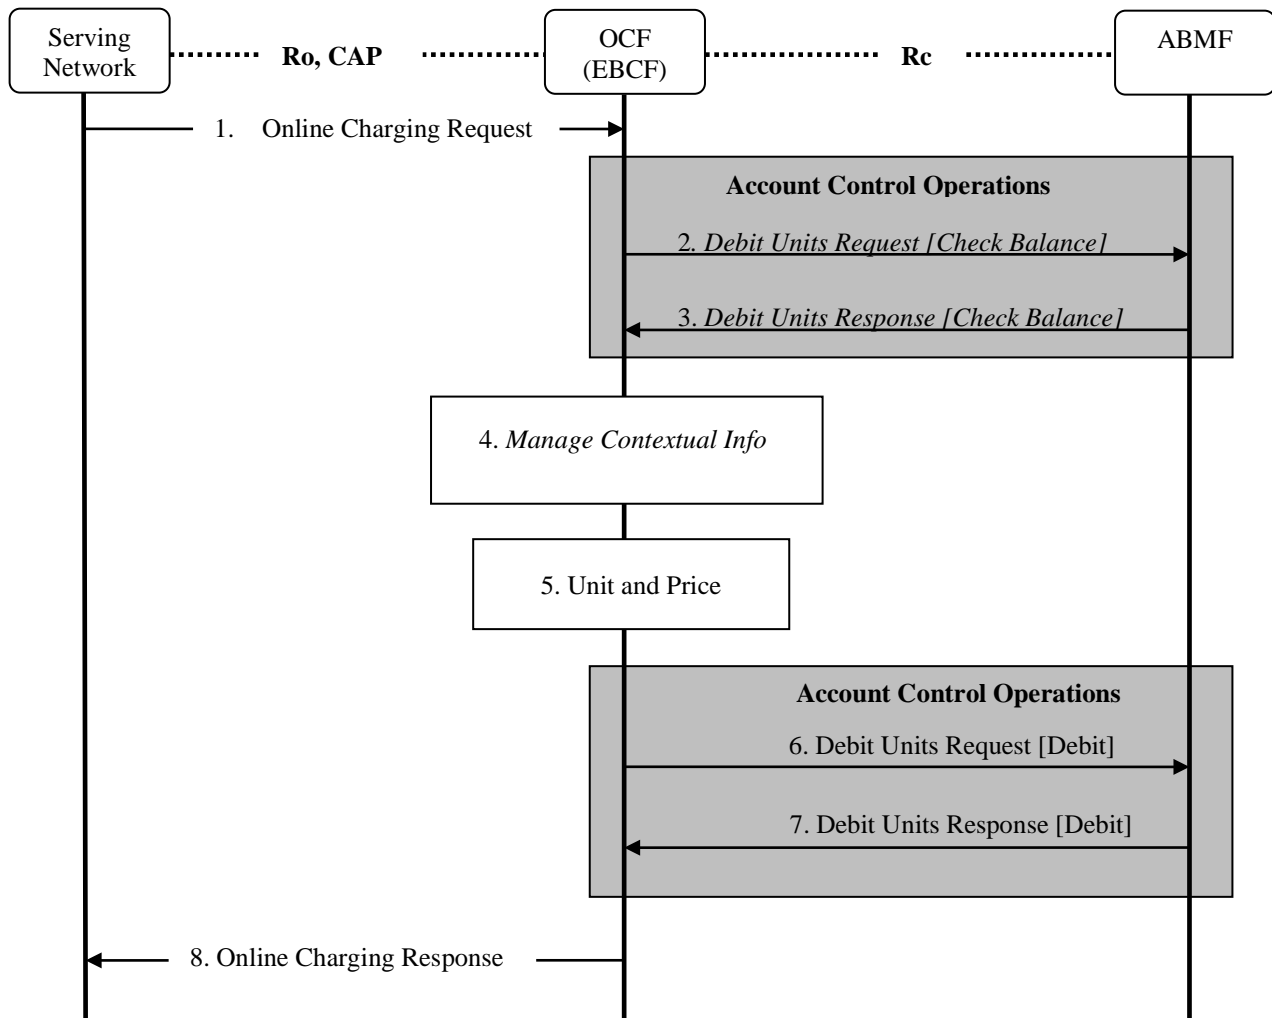 Serving
Network
Ro, CAP
OCF
(EBCF)
Rc
ABMF
1. Online Charging Request
Account Control Operations
2. Debit Units Request [Check Balance]
3. Debit Units Response [Check Balance]
4. Manage Contextual Info
5. Unit and Price
Account Control Operations
6. Debit Units Request [Debit]
7. Debit Units Response [Debit]
8. Online Charging Response